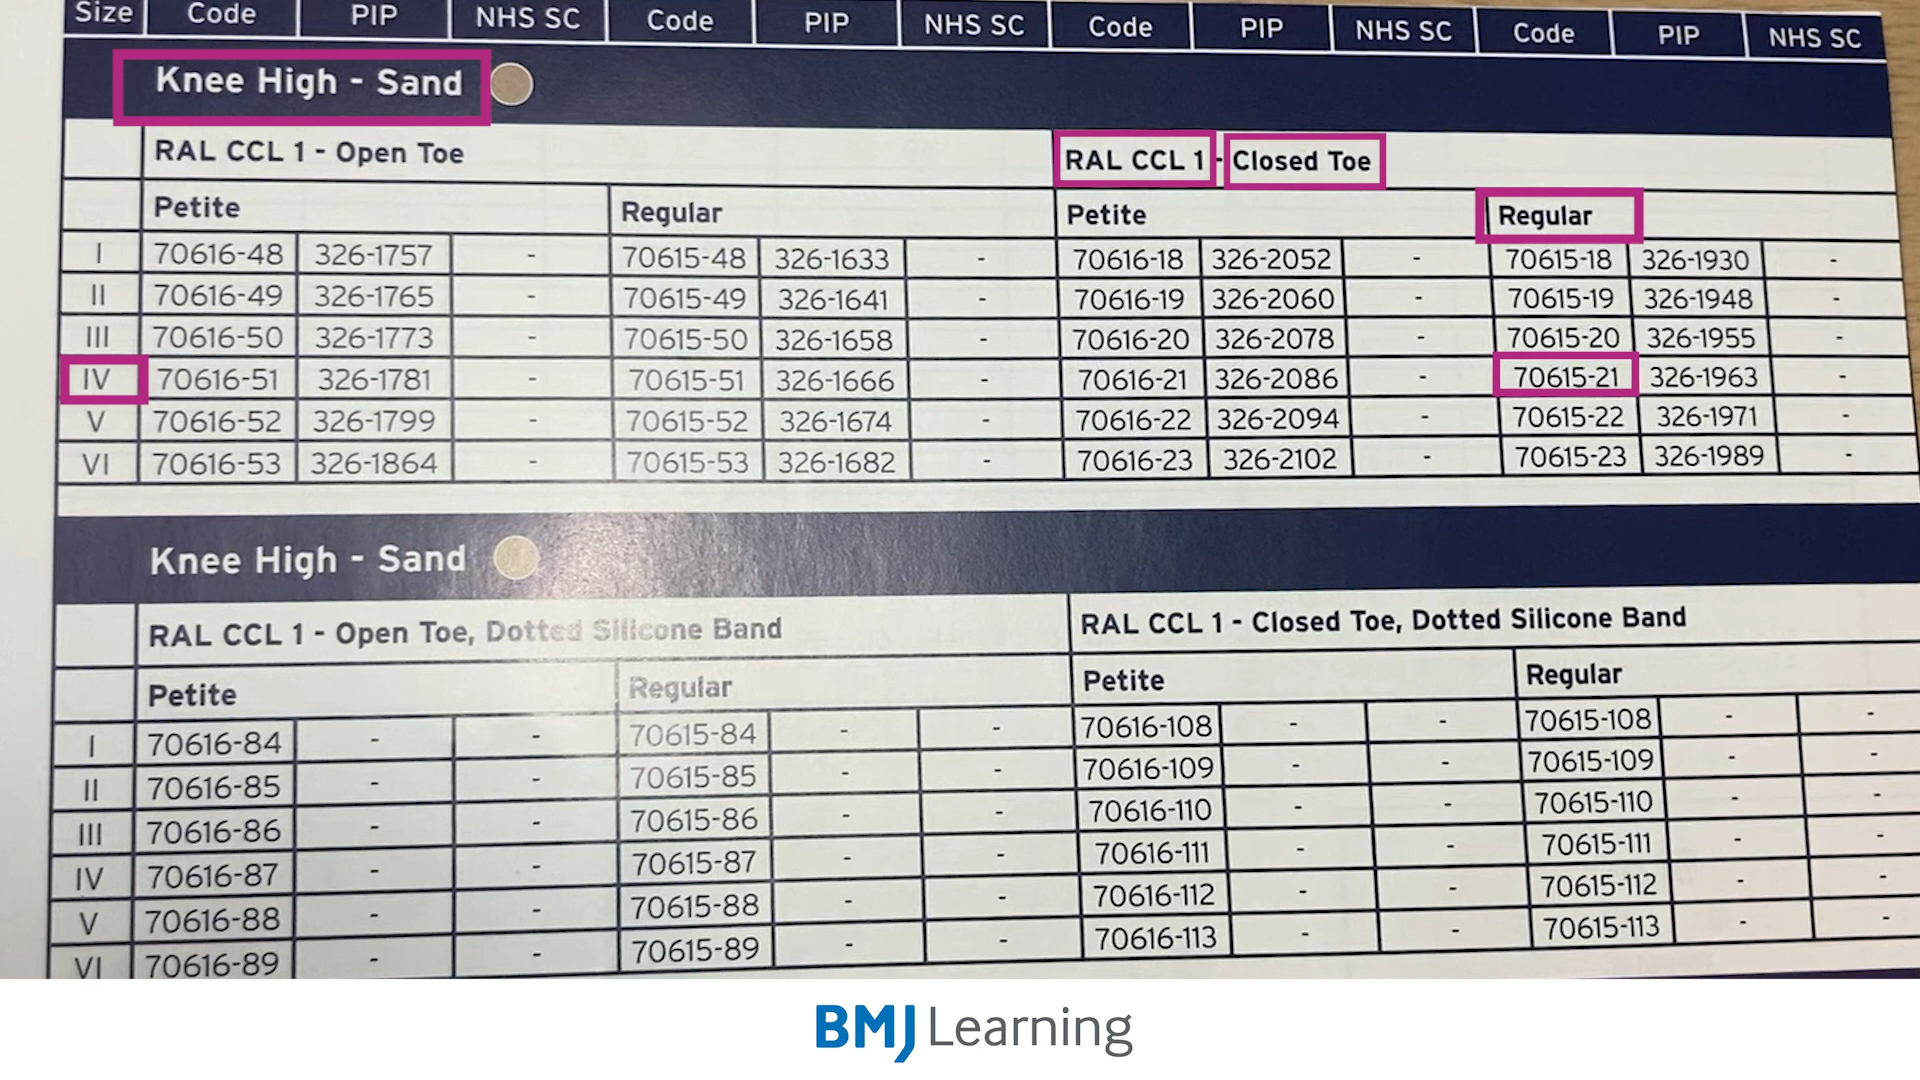 Size Code PIP NHS SC Code PIP NHS SC Code PIP NHS SC Code PIP NHS SC
Knee High - Sand
RAL CCL 1 - Open Toe RAL CCL 1 - Closed Toe
Petite Regular Petite Regular
I 70616-48 326-1757 - 70615-48 326-1633 - 70616-18 326-2052 - 70615-18 326-1930 -
II 70616-49 326-1765 - 70615-49 326-1641 - 70616-19 326-2060 - 70615-19 326-1948 -
III 70616-50 326-1773 - 70615-50 326-1658 - 70616-20 326-2078 - 70615-20 326-1955 -
IV 70616-51 326-1781 - 70615-51 326-1666 - 70616-21 326-2086 - 70615-21 326-1963 -
V 70616-52 326-1799 - 70615-52 326-1674 - 70616-22 326-2094 - 70615-22 326-1971 -
VI 70616-53 326-1864 - 70615-53 326-1682 - 70616-23 326-2102 - 70615-23 326-1989 -
Knee High - Sand
RAL CCL 1 - Open Toe, Dotted Silicone Band RAL CCL 1 - Closed Toe, Dotted Silicone Band
Petite Regular Petite Regular
I 70616-84 - - 70615-84 - - 70616-108 - - 70615-108 - -
II 70616-85 - - 70615-85 - - 70616-109 - - 70615-109 - -
III 70616-86 - - 70615-86 - - 70616-110 - - 70615-110 - -
IV 70616-87 - - 70615-87 - - 70616-111 - - 70615-111 - -
V 70616-88 - - 70615-88 - - 70616-112 - - 70615-112 - -
VI 70616-89 - - 70615-89 - - 70616-113 - - 70615-113 - -
BMJ Learning